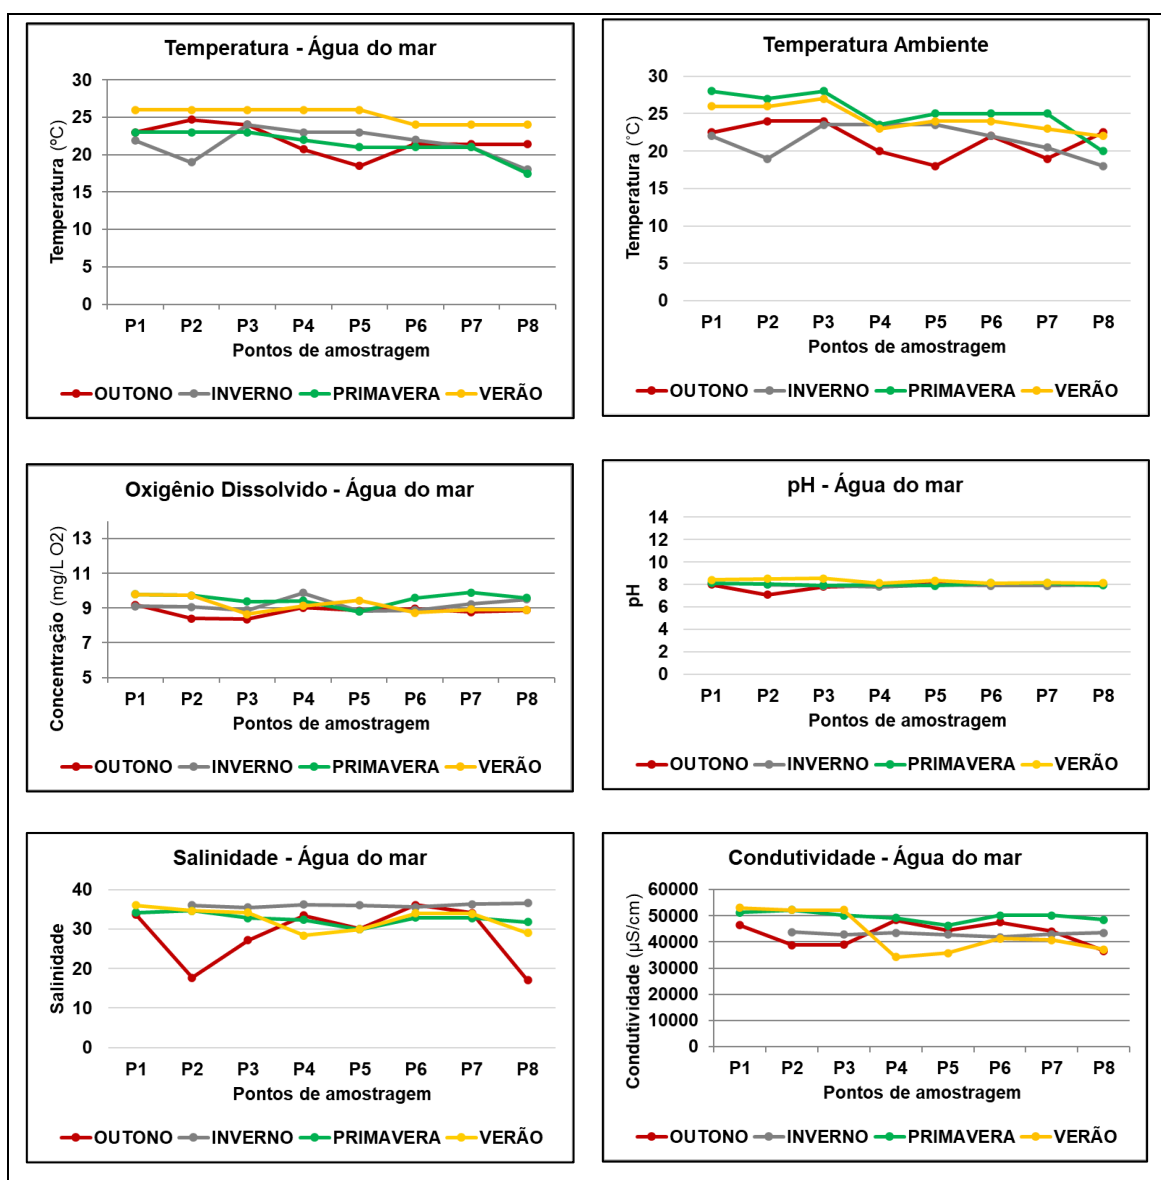 Temperatura - Água do mar
Temperatura (ºC)
30
25
20
15
10
5
0
P1 P2 P3 P4 P5 P6 P7 P8
Pontos de amostragem
OUTONO INVERNO PRIMAVERA VERÃO
Temperatura Ambiente
Temperatura (°C)
30
25
20
15
10
5
0
P1 P2 P3 P4 P5 P6 P7 P8
Pontos de amostragem
OUTONO INVERNO PRIMAVERA VERÃO
Oxigênio Dissolvido - Água do mar
Concentração (mg/L O2)
13
11
9
7
5
P1 P2 P3 P4 P5 P6 P7 P8
Pontos de amostragem
OUTONO INVERNO PRIMAVERA VERÃO
pH - Água do mar
pH
14
12
10
8
6
4
2
0
P1 P2 P3 P4 P5 P6 P7 P8
Pontos de amostragem
OUTONO INVERNO PRIMAVERA VERÃO
Salinidade - Água do mar
Salinidade
40
30
20
10
0
P1 P2 P3 P4 P5 P6 P7 P8
Pontos de amostragem
OUTONO INVERNO PRIMAVERA VERÃO
Condutividade - Água do mar
Condutividade (µS/cm)
60000
50000
40000
30000
20000
10000
0
P1 P2 P3 P4 P5 P6 P7 P8
Pontos de amostragem
OUTONO INVERNO PRIMAVERA VERÃO